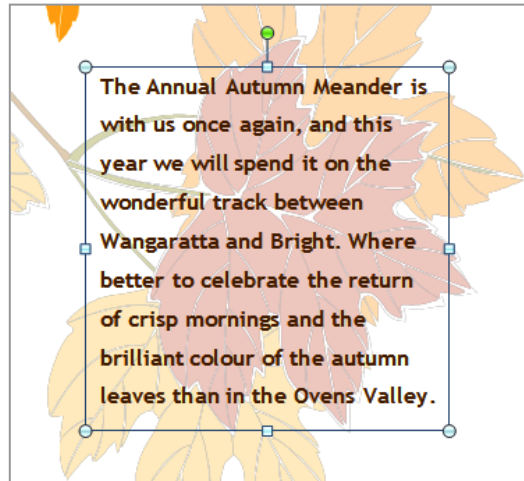 The Annual Autumn Meander is
with us once again, and this
year we will spend it on the
wonderful track between
Wangaratta and Bright. Where
better to celebrate the return
of crisp mornings and the
brilliant colour of the autumn
leaves than in the Ovens Valley.